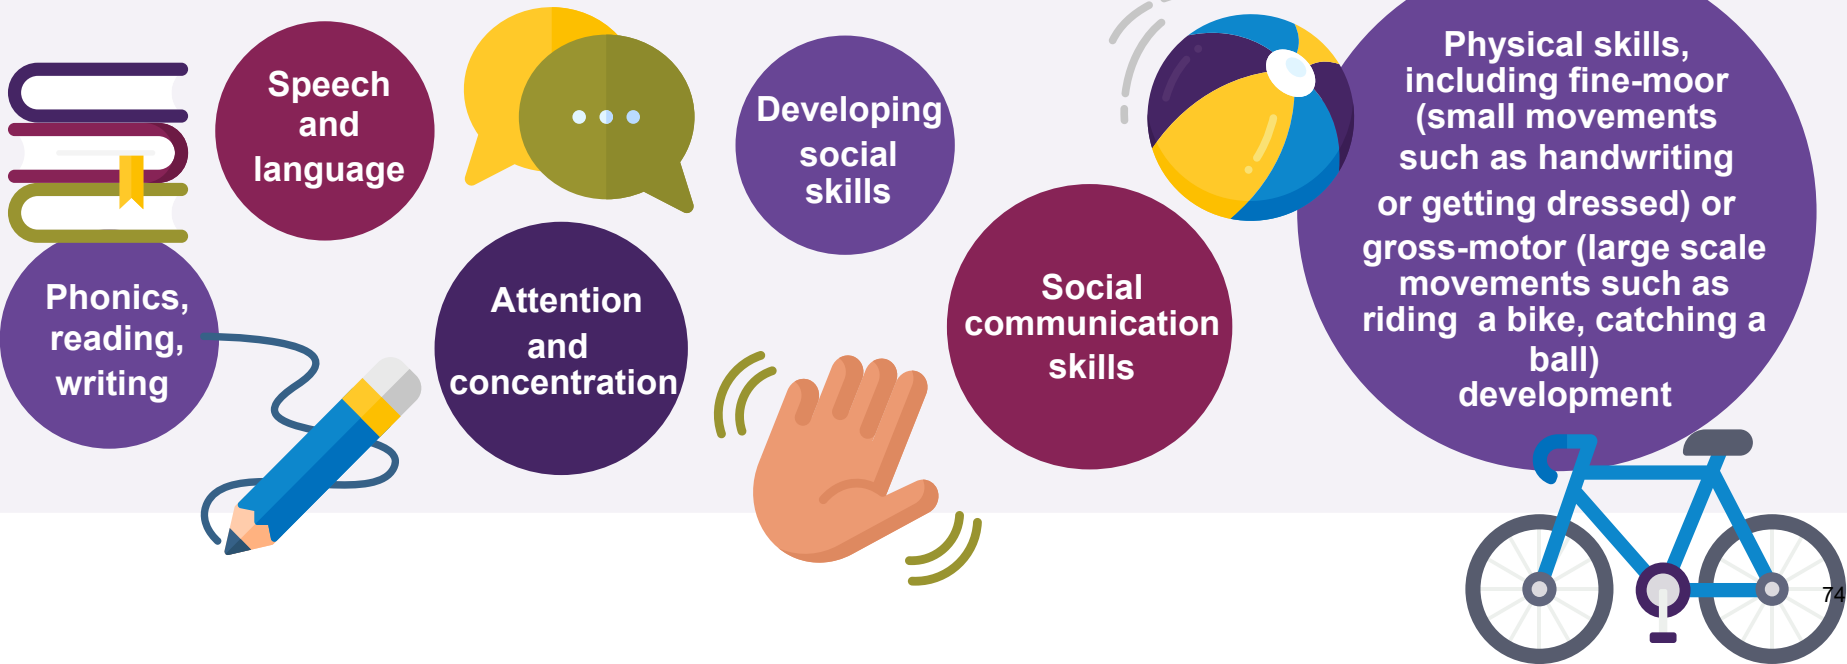 Speech
and
language
Developing
social
skills
Physical skills,
including fine-moor
(small movements
such as handwriting
or getting dressed) or
gross-motor (large scale
movements such as
riding a bike, catching a
ball)
development
Phonics,
reading,
writing
Attention
and
concentration
Social
communication
skills
74